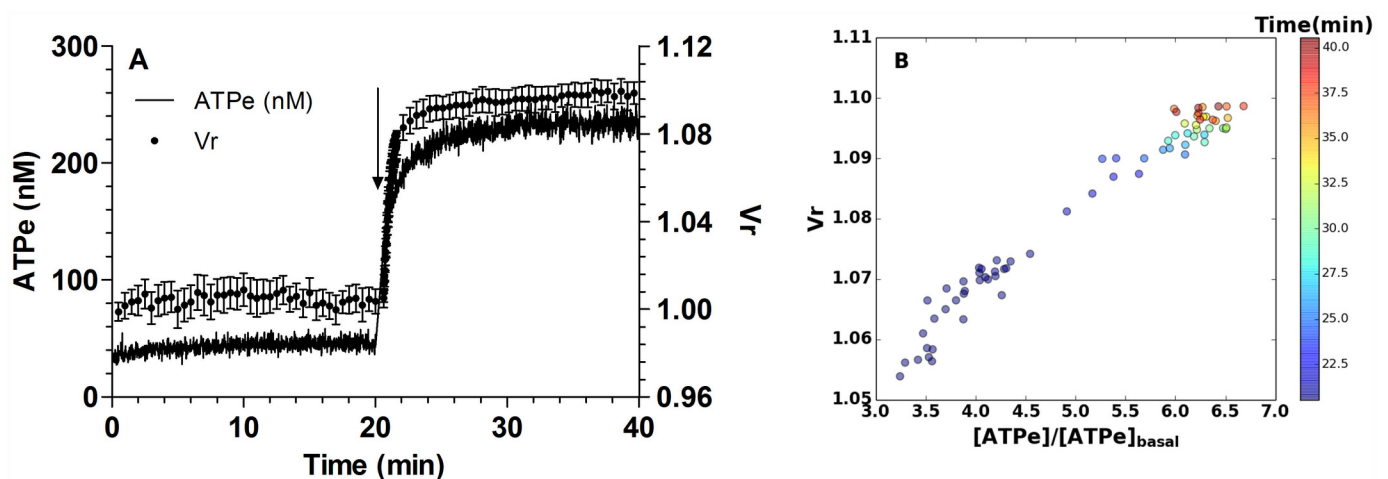 A
ATPe (nM)
Vr
300
200
100
0
ATPe (nM)
1.12
1.08
1.04
1.00
0.96
Vr
0
10
20
30
40
Time (min)
B
Time(min)
1.11
1.10
1.09
1.08
1.07
1.06
1.05
Vr
3.0 3.5 4.0 4.5 5.0 5.5 6.0 6.5 7.0
[ATPe]/[ATPe]basal
40.0
37.5
35.0
32.5
30.0
27.5
25.0
22.5